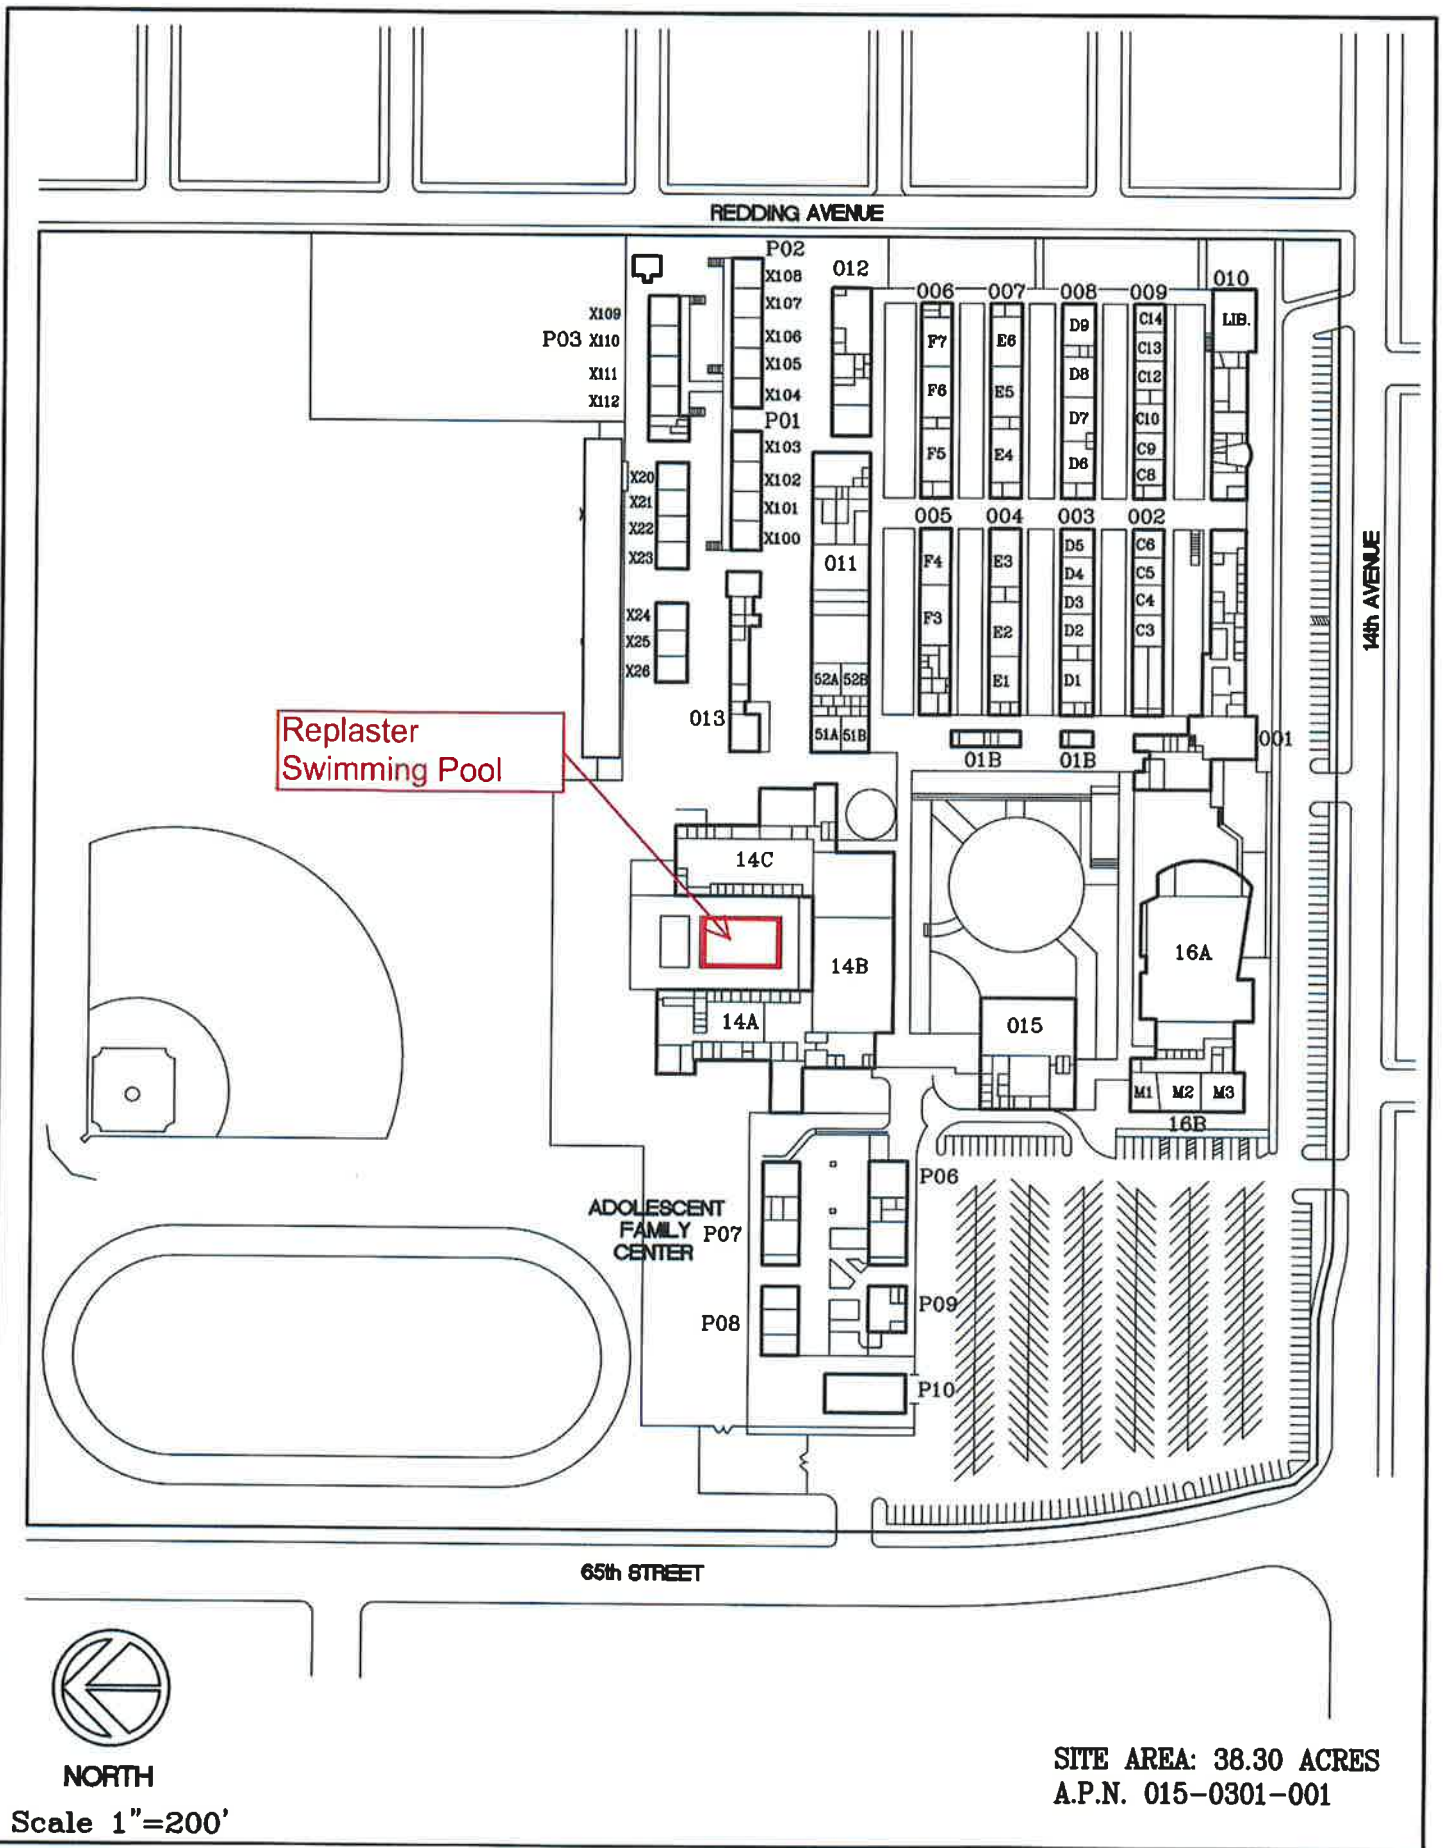 REDDING AVENUE
P02
X108
X107
X106
X105
X104
P01
X103
X102
X101
X100
X109
P03 X110
X111
X112
X20
X21
X22
X23
X24
X25
X26
013
012
011
52A 52B
51A 51B
006
F7
F6
F5
005
F4
F3
007
E6
E5
E4
004
E3
E2
E1
008
D9
D8
D7
D6
003
D5
D4
D3
D2
D1
009
C14
C13
C12
C10
C9
C8
002
C6
C5
C4
C3
010
LIB.
001
01B
01B
14th AVENUE
Replaster
Swimming Pool
14C
14B
14A
015
16A
M1 M2 M3
16B
ADOLESCENT
FAMILY
CENTER
P06
P07
P08
P09
P10
65th STREET
NORTH
Scale 1"=200'
SITE AREA: 38.30 ACRES
A.P.N. 015-0301-001